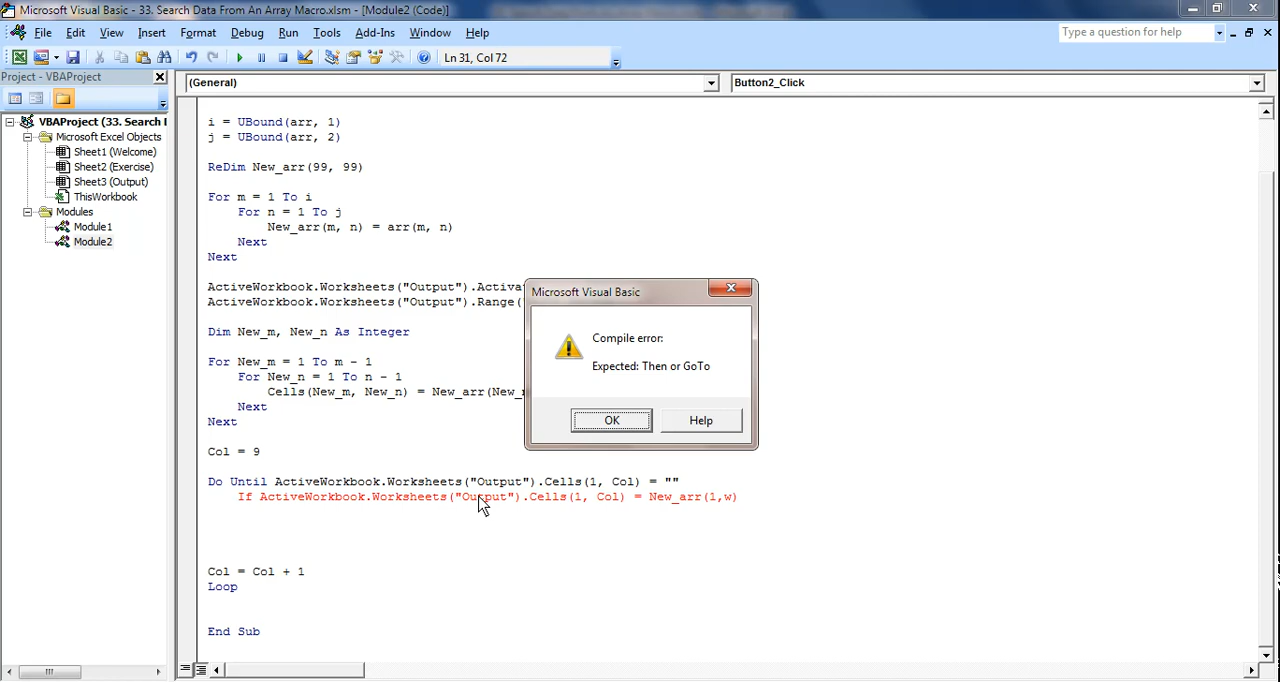 Microsoft Visual Basic - 33. Search Data From An Array Macro.xlsm - [Module2 (Code)]
File Edit View Insert Format Debug Run Tools Add-Ins Window Help
Type a question for help
Ln 31, Col 72
Project - VBAProject
(General)
Button2_Click
VBAProject (33. Search I
Microsoft Excel Objects
Sheet1 (Welcome)
Sheet2 (Exercise)
Sheet3 (Output)
ThisWorkbook
Modules
Module1
Module2
i = UBound(arr, 1)
j = UBound(arr, 2)
ReDim New_arr(99, 99)
For m = 1 To i
For n = 1 To j
New_arr(m, n) = arr(m, n)
Next
Next
ActiveWorkbook.Worksheets("Output").Activa
ActiveWorkbook.Worksheets("Output").Range(
Dim New_m, New_n As Integer
For New_m = 1 To m - 1
For New_n = 1 To n - 1
Cells(New_m, New_n) = New_arr(New_m
Next
Next
Col = 9
Do Until ActiveWorkbook.Worksheets("Output").Cells(1, Col) = ""
If ActiveWorkbook.Worksheets("Output").Cells(1, Col) = New_arr(1,w)
Col = Col + 1
Loop
End Sub
Microsoft Visual Basic
Compile error:
Expected: Then or GoTo
OK
Help